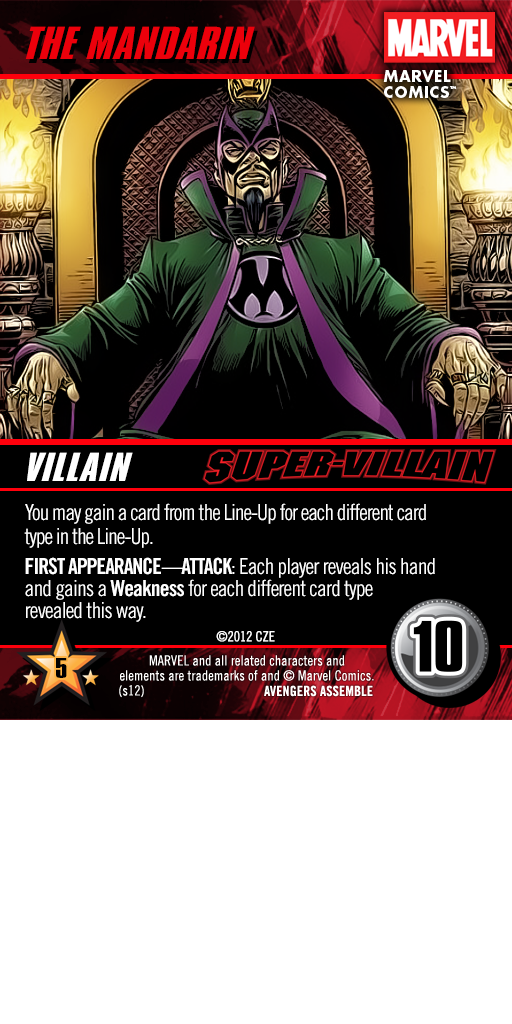 THE MANDARIN
MARVEL
MARVEL
COMICS™
M
VILLAIN
SUPER-VILLAIN
You may gain a card from the Line-Up for each different card
type in the Line-Up.
FIRST APPEARANCE—ATTACK: Each player reveals his hand
and gains a Weakness for each different card type
revealed this way.
©2012 CZE
5
10
MARVEL and all related characters and
elements are trademarks of and © Marvel Comics.
(s12)
AVENGERS ASSEMBLE